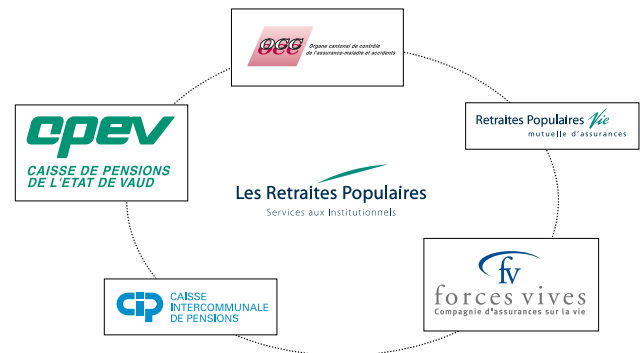 OCC
Organe cantonal de contrôle
de l'assurance-maladie et accidents
cpev
CAISSE DE PENSIONS
DE L'ETAT DE VAUD
Retraites Populaires Vie
mutuelle d'assurances
Les Retraites Populaires
Services aux Institutionnels
cip
CAISSE
INTERCOMMUNALE
DE PENSIONS
fv
forces vives
Compagnie d'assurances sur la vie